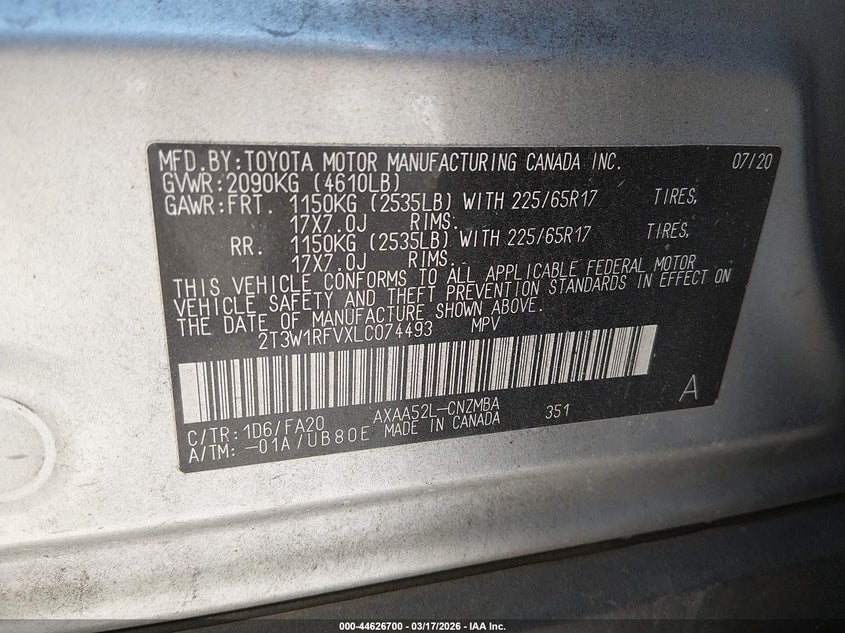 MFD.BY:TOYOTA MOTOR MANUFACTURING CANADA INC. 07/20
GVWR:2090KG (4610LB)
GAWR:FRT. 1150KG (2535LB) WITH 225/65R17 TIRES,
17X7.0J RIMS.
RR. 1150KG (2535LB) WITH 225/65R17 TIRES,
17X7.0J RIMS.
THIS VEHICLE CONFORMS TO ALL APPLICABLE FEDERAL MOTOR
VEHICLE SAFETY AND THEFT PREVENTION STANDARDS IN EFFECT ON
THE DATE OF MANUFACTURE SHOWN ABOVE.
2T3W1RFVXLC074493 MPV
A
C/TR:1D6/FA20 AXAA52L-CNZMBA 351
A/TM:-01A/UB80E MADE IN CANADA
000-44626700 — 03/17/2026 — IAA Inc.